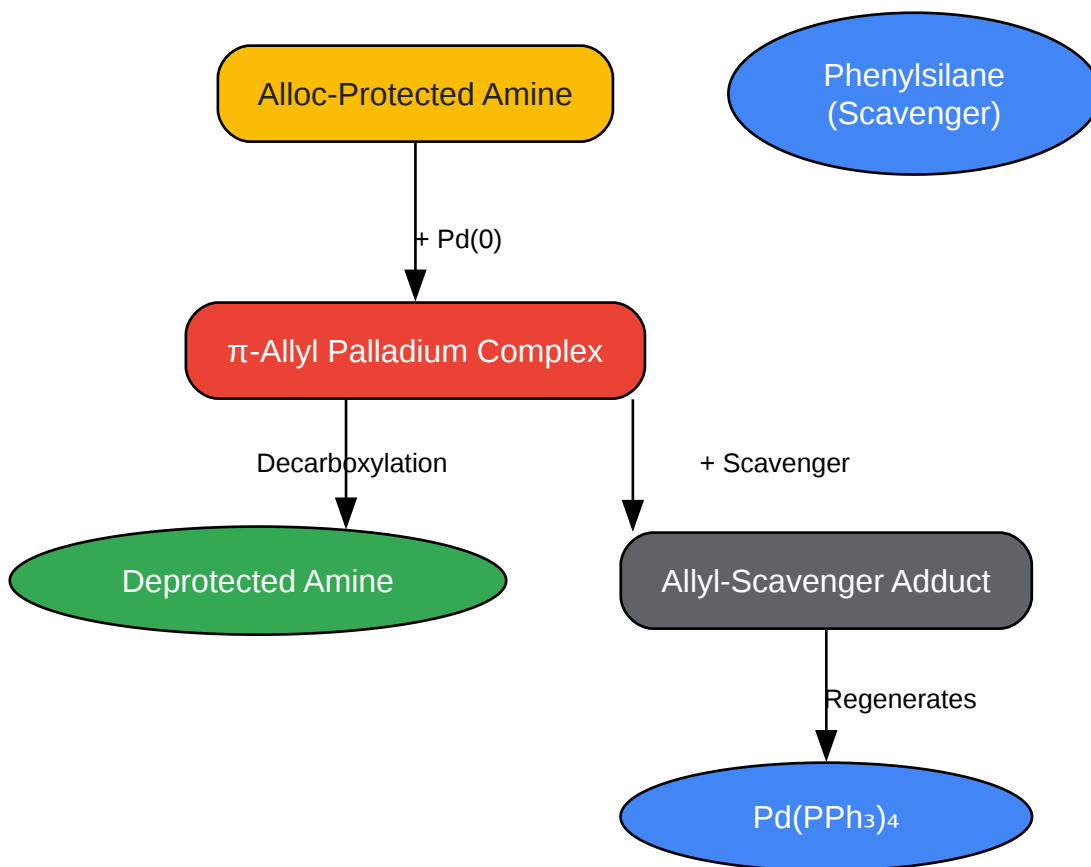 Alloc-Protected Amine
Phenylsilane
(Scavenger)
+ Pd(0)
π-Allyl Palladium Complex
Decarboxylation
+ Scavenger
Deprotected Amine
Allyl-Scavenger Adduct
Regenerates
Pd(PPh₃)₄